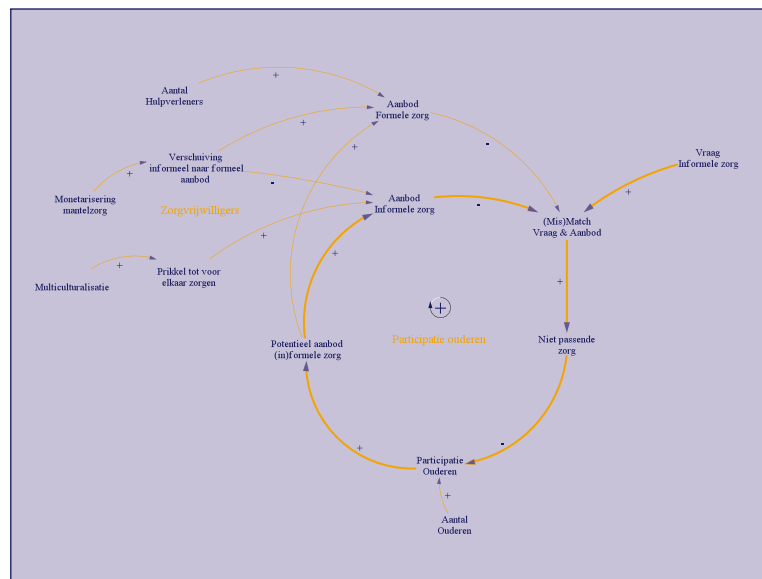 Aantal
Hulpverleners
+
Aanbod
Formele zorg
+
+
-
Verschuiving
informeel naar formeel
aanbod
+
Vraag
Informele zorg
+
Monetarisering
mantelzorg
-
Zorgvrijwilligers
Aanbod
Informele zorg
-
(Mis)Match
Vraag & Aanbod
+
+
+
Multiculturalisatie
Prikkel tot voor
elkaar zorgen
+
+
Potentieel aanbod
(in)formele zorg
Participatie ouderen
Niet passende
zorg
+
-
Participatie
Ouderen
+
Aantal
Ouderen